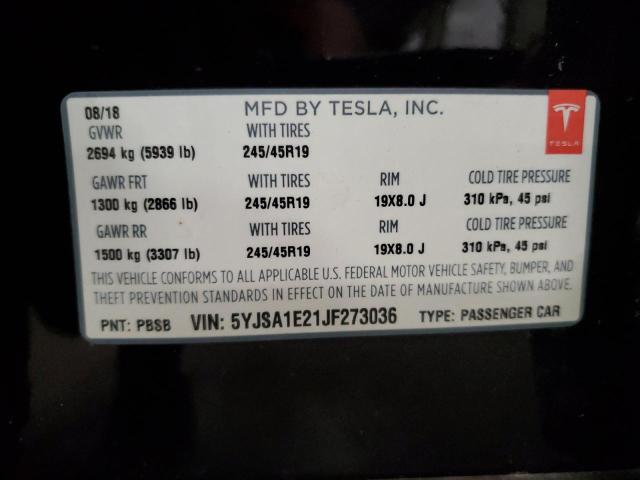 08/18 MFD BY TESLA, INC.
GVWR WITH TIRES
2694 kg (5939 lb) 245/45R19
TESLA
GAWR FRT WITH TIRES RIM COLD TIRE PRESSURE
1300 kg (2866 lb) 245/45R19 19X8.0 J 310 kPa, 45 psi
GAWR RR WITH TIRES RIM COLD TIRE PRESSURE
1500 kg (3307 lb) 245/45R19 19X8.0 J 310 kPa, 45 psi
THIS VEHICLE CONFORMS TO ALL APPLICABLE U.S. FEDERAL MOTOR VEHICLE SAFETY, BUMPER, AND
THEFT PREVENTION STANDARDS IN EFFECT ON THE DATE OF MANUFACTURE SHOWN ABOVE.
PNT: PBSB VIN: 5YJSA1E21JF273036 TYPE: PASSENGER CAR